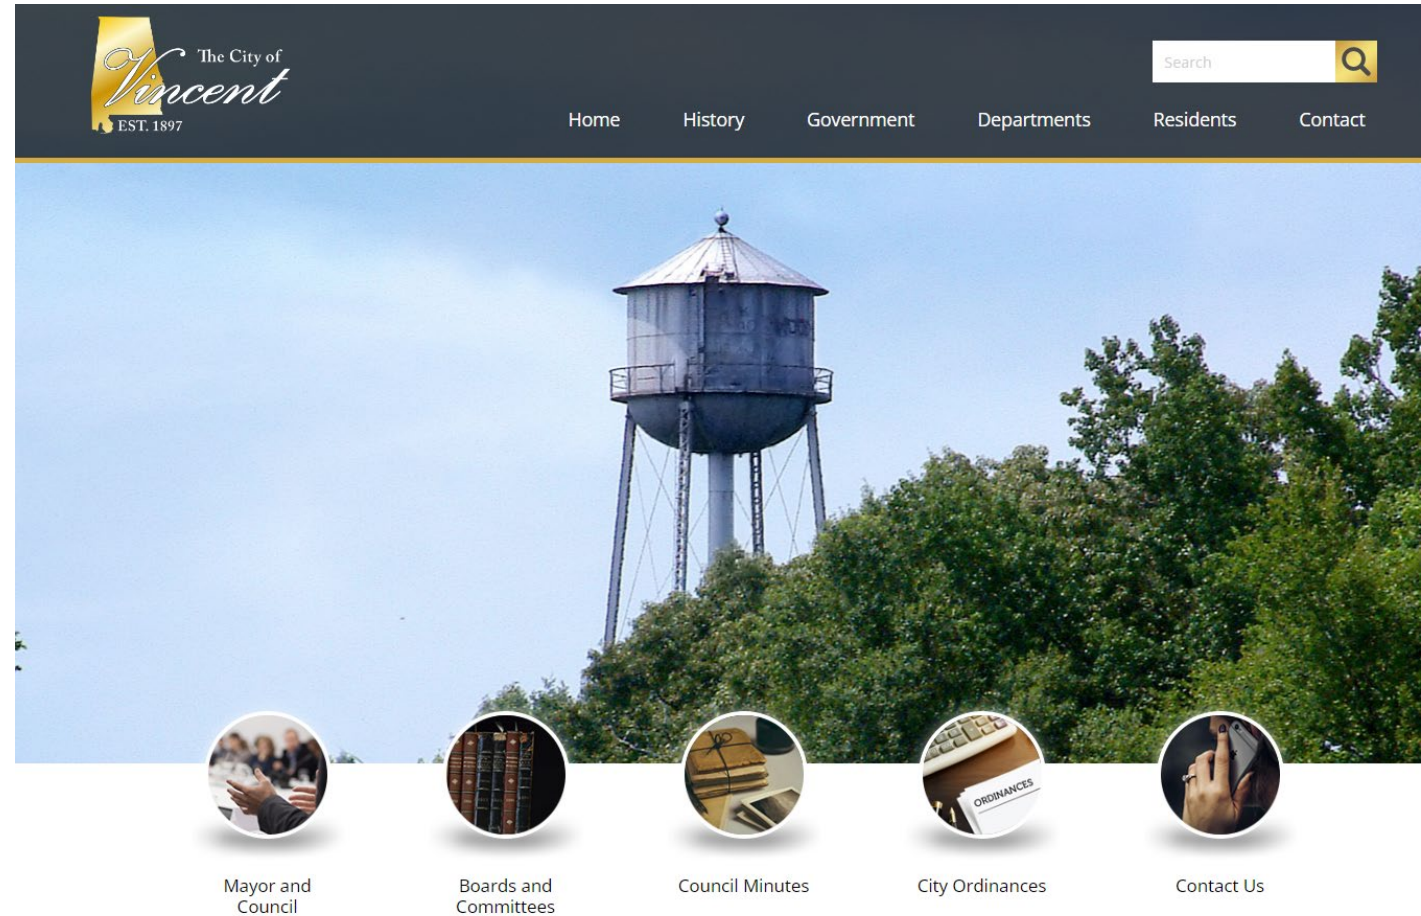 The City of
Vincent
EST. 1897
Search
Home History Government Departments Residents Contact
ORDINANCES
Mayor and
Council
Boards and
Committees
Council Minutes
City Ordinances
Contact Us